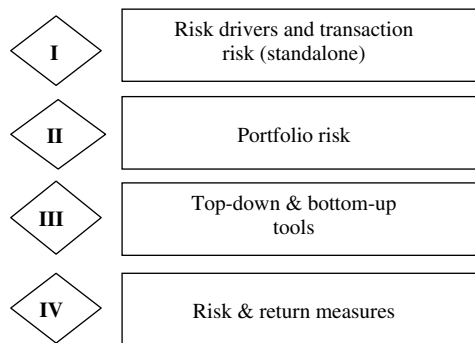 I
Risk drivers and transaction
risk (standalone)
II
Portfolio risk
III
Top-down & bottom-up
tools
IV
Risk & return measures